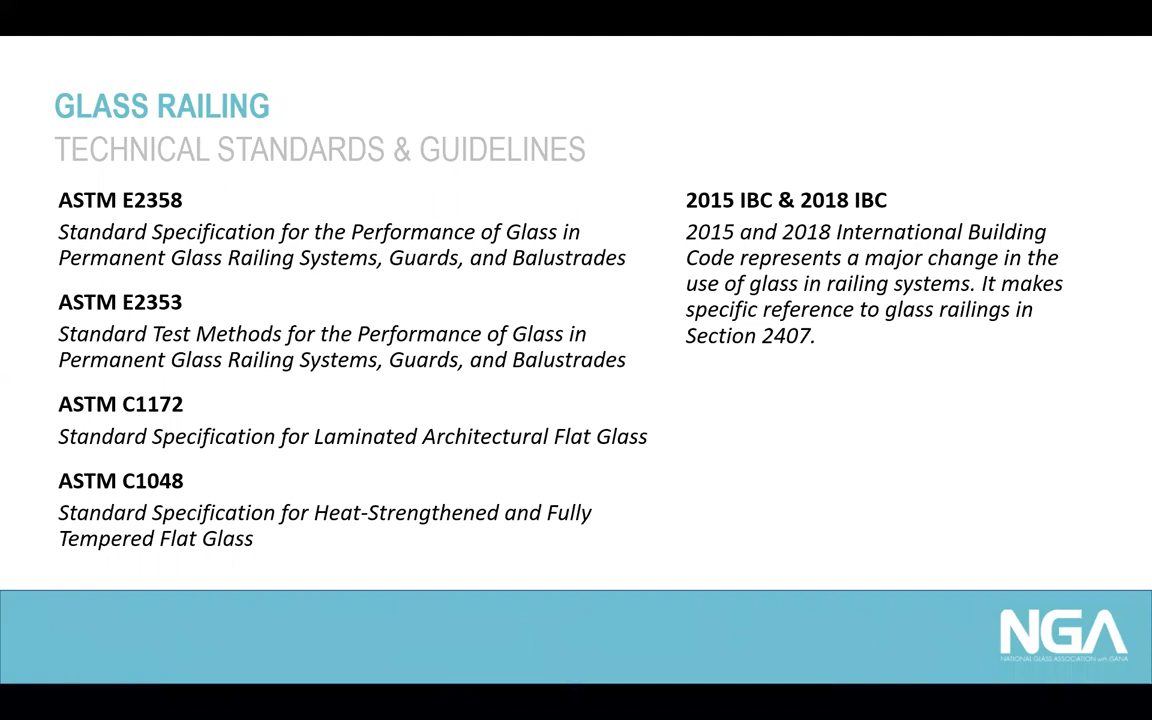 GLASS RAILING
TECHNICAL STANDARDS & GUIDELINES
ASTM E2358
Standard Specification for the Performance of Glass in
Permanent Glass Railing Systems, Guards, and Balustrades
ASTM E2353
Standard Test Methods for the Performance of Glass in
Permanent Glass Railing Systems, Guards, and Balustrades
ASTM C1172
Standard Specification for Laminated Architectural Flat Glass
ASTM C1048
Standard Specification for Heat-Strengthened and Fully
Tempered Flat Glass
2015 IBC & 2018 IBC
2015 and 2018 International Building
Code represents a major change in the
use of glass in railing systems. It makes
specific reference to glass railings in
Section 2407.
NGA
NATIONAL GLASS ASSOCIATION with GANA